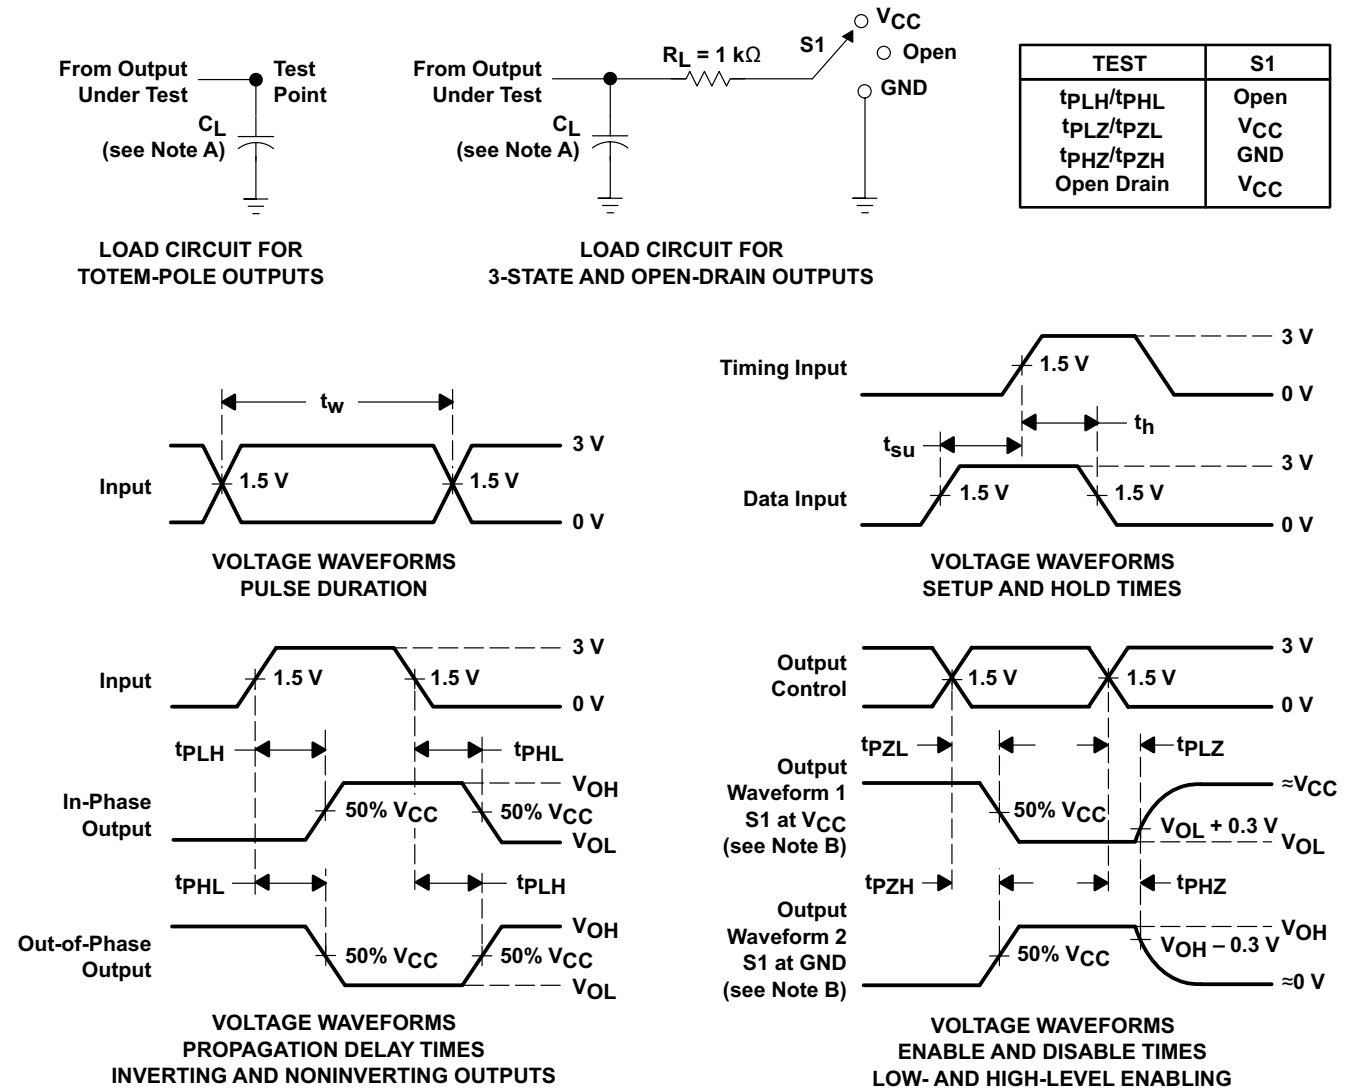 From Output
Under Test
Test
Point
CL
(see Note A)
LOAD CIRCUIT FOR
TOTEM-POLE OUTPUTS
From Output
Under Test
RL = 1 kΩ
S1
VCC
Open
GND
CL
(see Note A)
LOAD CIRCUIT FOR
3-STATE AND OPEN-DRAIN OUTPUTS
TEST S1
tPLH/tPHL Open
tPLZ/tPZL VCC
tPHZ/tPZH GND
Open Drain VCC
tw
3 V
Input
1.5 V 1.5 V
0 V
VOLTAGE WAVEFORMS
PULSE DURATION
3 V
Timing Input
1.5 V
0 V
th
tsu
3 V
Data Input
1.5 V 1.5 V
0 V
VOLTAGE WAVEFORMS
SETUP AND HOLD TIMES
3 V
Input
1.5 V 1.5 V
0 V
tPLH tPHL
VOH
In-Phase
Output
50% VCC 50% VCC
VOL
tPHL tPLH
VOH
Out-of-Phase
Output
50% VCC 50% VCC
VOL
VOLTAGE WAVEFORMS
PROPAGATION DELAY TIMES
INVERTING AND NONINVERTING OUTPUTS
3 V
Output
Control
1.5 V 1.5 V
0 V
tPZL tPLZ
Output
Waveform 1
S1 at VCC
(see Note B)
≈VCC
50% VCC
VOL + 0.3 V
VOL
tPZH tPHZ
Output
Waveform 2
S1 at GND
(see Note B)
VOH
50% VCC
VOH − 0.3 V
≈0 V
VOLTAGE WAVEFORMS
ENABLE AND DISABLE TIMES
LOW- AND HIGH-LEVEL ENABLING